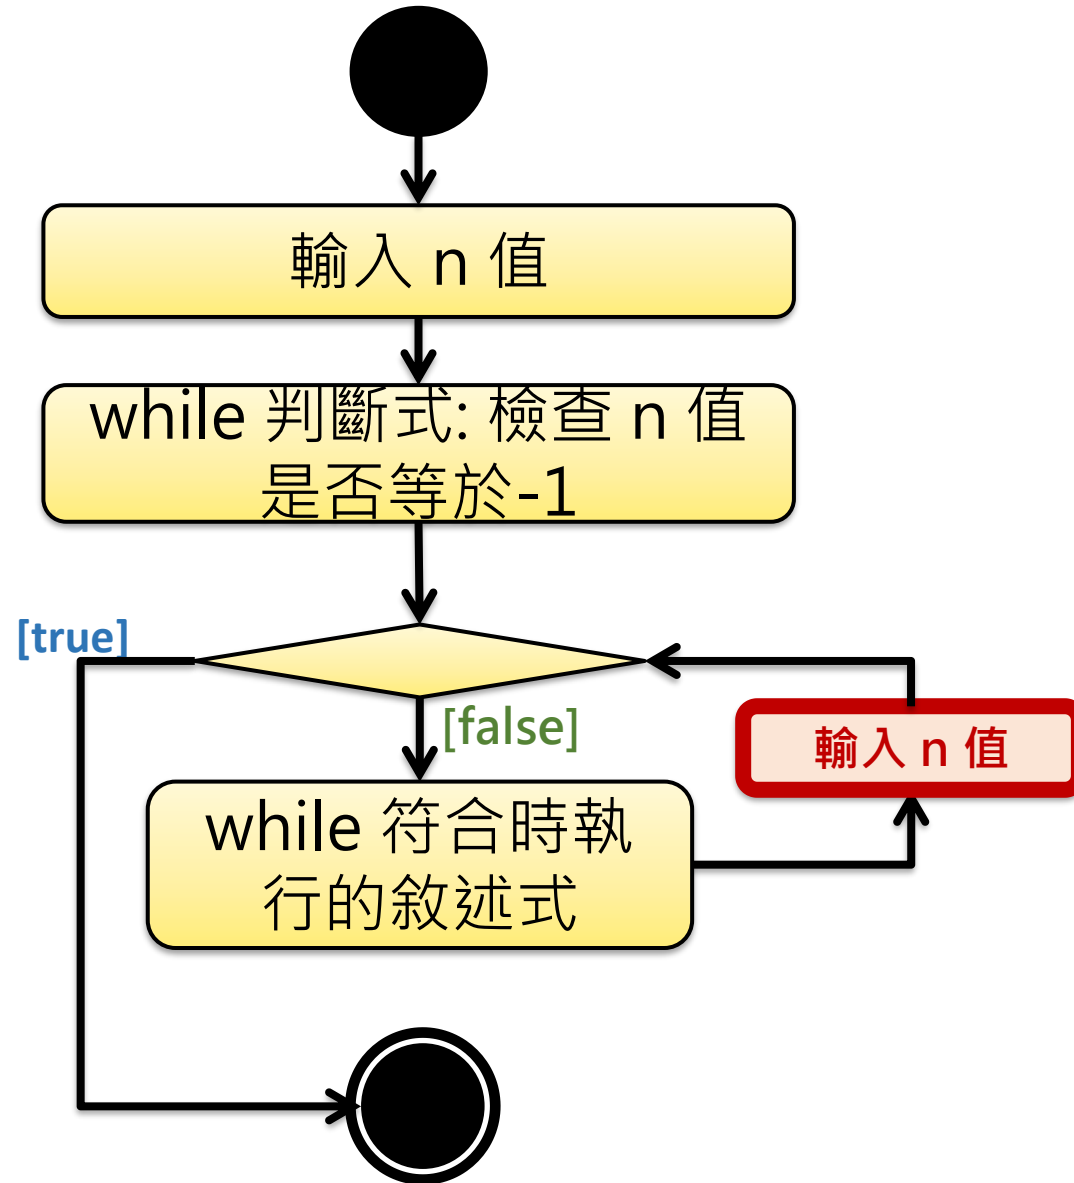 輸入 n 值
while 判斷式: 檢查 n 值
是否等於-1
[true]
[false]
輸入 n 值
while 符合時執
行的敘述式